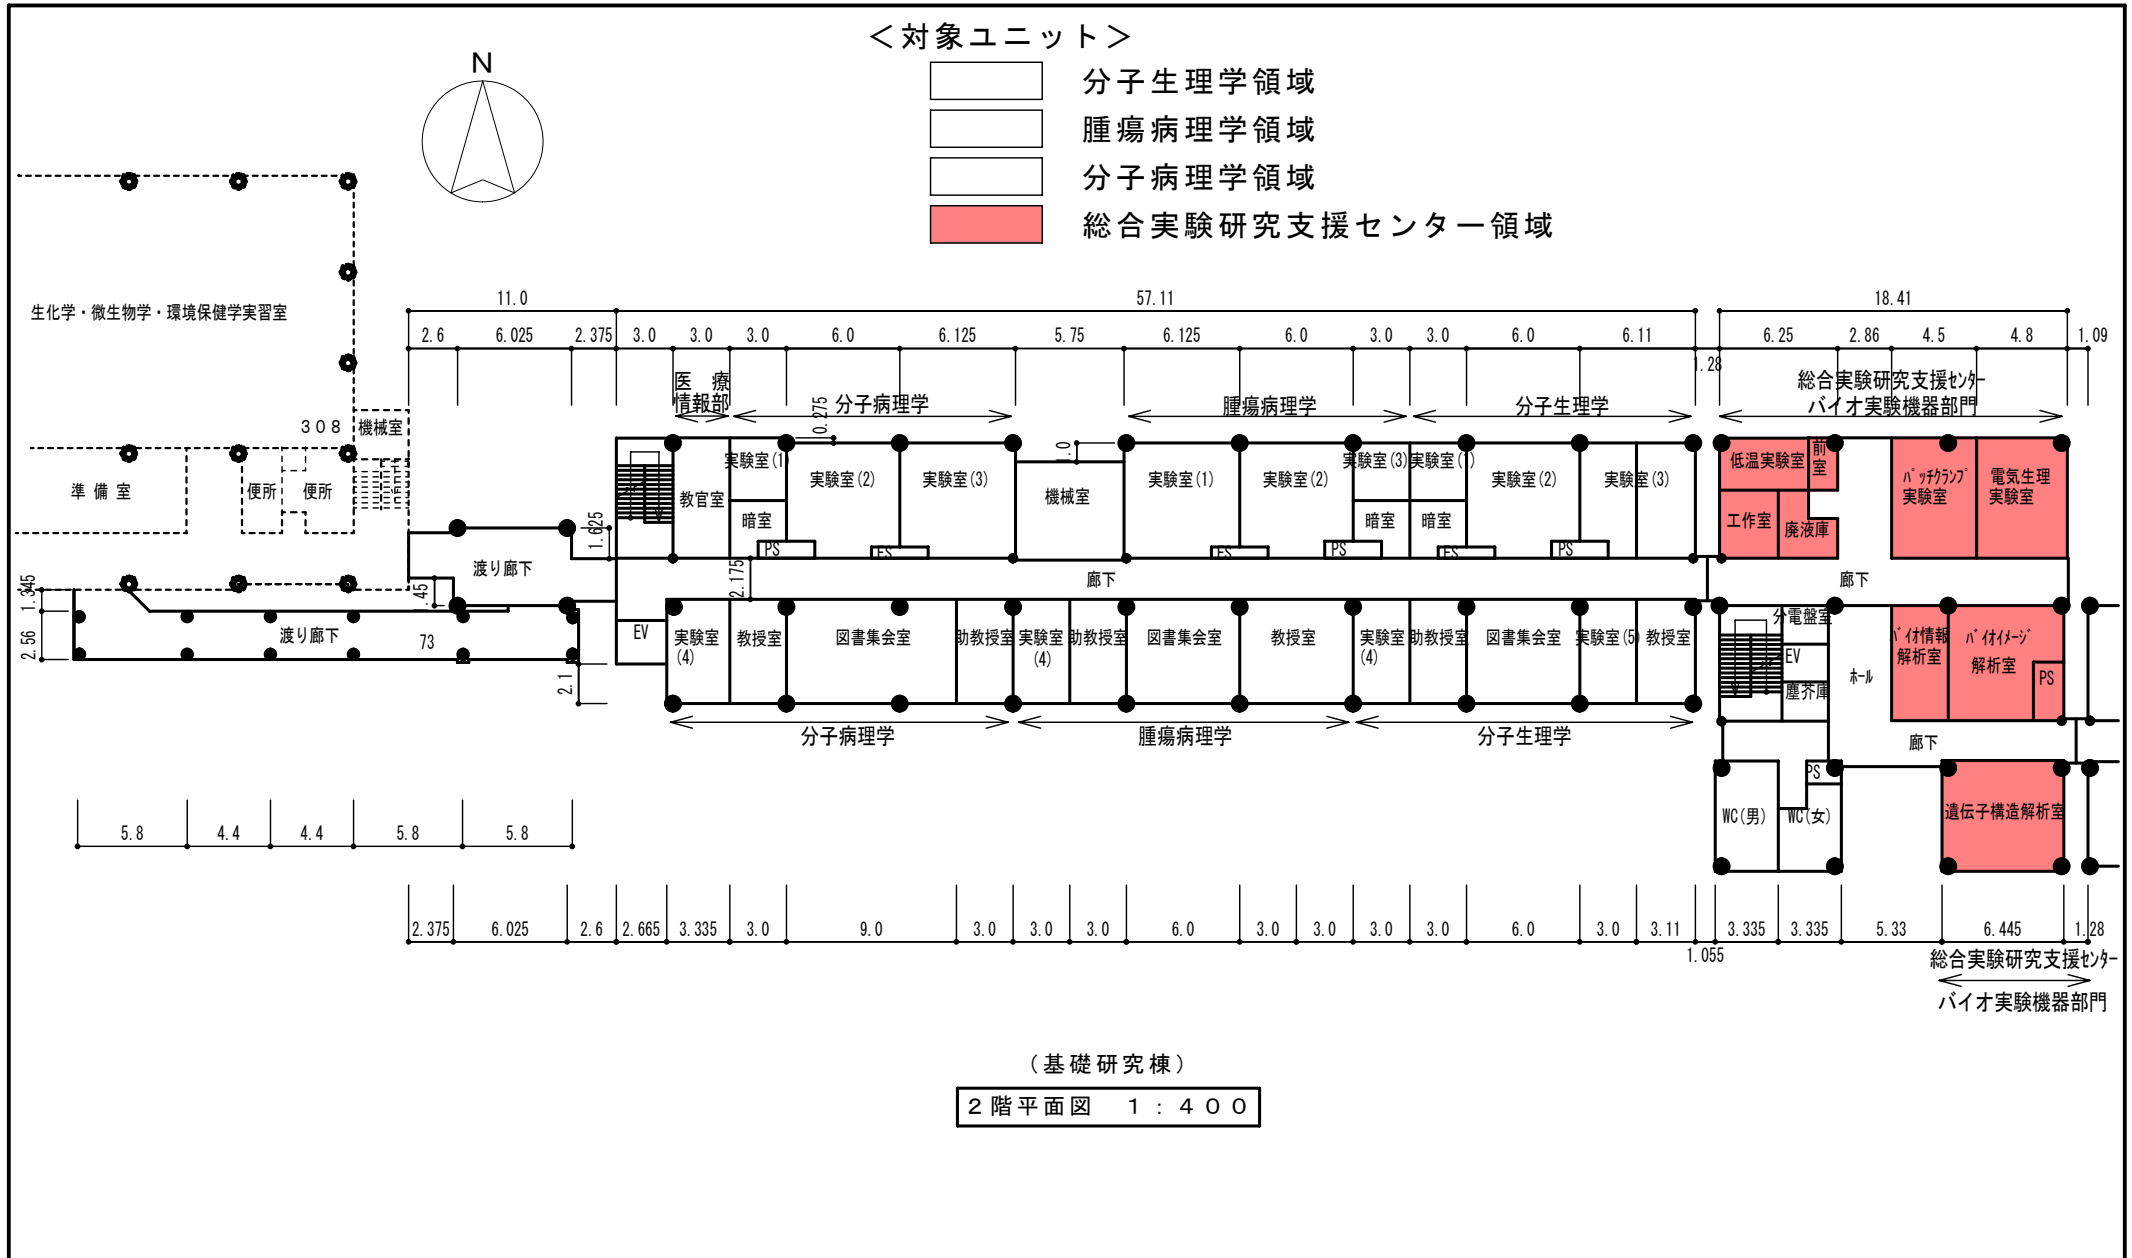 ＜対象ユニット＞
N
分子生理学領域
腫瘍病理学領域
分子病理学領域
総合実験研究支援センター領域
11.0
57.11
18.41
生化学・微生物学・環境保健学実習室
2.6
6.025
2.375
3.0
3.0
3.0
6.0
6.125
5.75
6.125
6.0
3.0
3.0
6.0
6.11
1.28
6.25
2.86
4.5
4.8
1.09
医 療
情報部
分子病理学
0.275
腫瘍病理学
分子生理学
総合実験研究支援ｾﾝﾀｰ
バイオ実験機器部門
308
機械室
準 備 室
便所
便所
教官室
実験室(1)
暗室
PS
実験室(2)
ES
実験室(3)
機械室
1.0
実験室(1)
実験室(2)
ES
PS
実験室(3)
暗室
実験室(1)
暗室
ES
実験室(2)
PS
実験室(3)
低温実験室
前室
工作室
廃液庫
ﾊﾟｯﾁｸﾗﾝﾌﾟ
実験室
電気生理
実験室
1.625
渡り廊下
2.175
廊下
廊下
.45
1.345
2.56
渡り廊下
73
2.1
EV
実験室
(4)
教授室
図書集会室
助教授室
実験室
(4)
助教授室
図書集会室
教授室
実験室
(4)
助教授室
図書集会室
実験室(5)
教授室
分電盤室
EV
塵芥庫
ﾎｰﾙ
ﾊﾞｲｵ情報
解析室
ﾊﾞｲｵｲﾒｰｼﾞ
解析室
PS
分子病理学
腫瘍病理学
分子生理学
廊下
PS
WC(男)
WC(女)
遺伝子構造解析室
5.8
4.4
4.4
5.8
5.8
2.375
6.025
2.6
2.665
3.335
3.0
9.0
3.0
3.0
3.0
6.0
3.0
3.0
3.0
3.0
6.0
3.0
3.11
1.055
3.335
3.335
5.33
6.445
1.28
総合実験研究支援ｾﾝﾀｰ
バイオ実験機器部門
（基礎研究棟）
２階平面図　１：４００